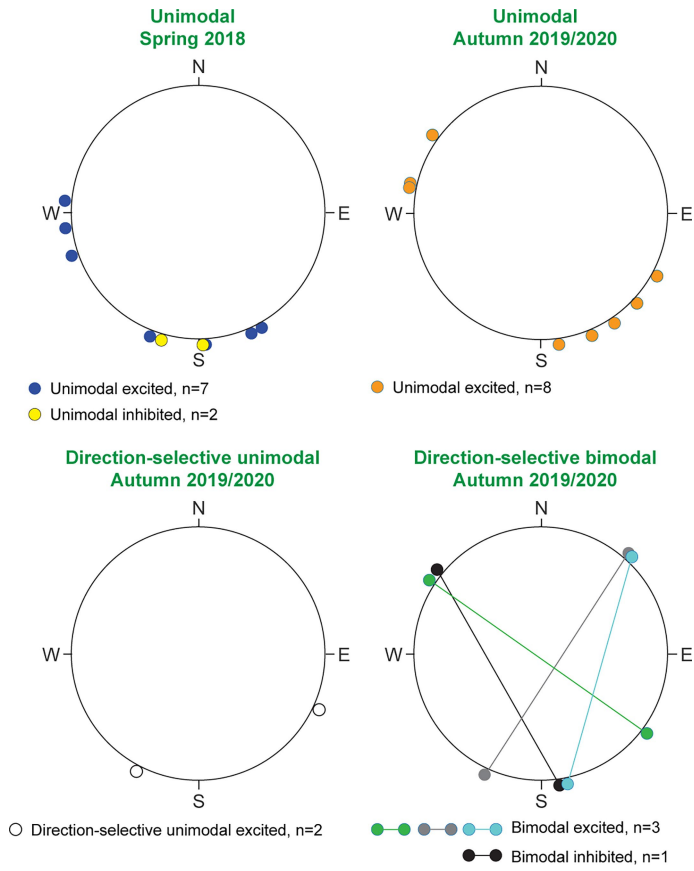 Unimodal
Spring 2018
N
W
E
S
Unimodal excited, n=7
Unimodal inhibited, n=2
Unimodal
Autumn 2019/2020
N
W
E
S
Unimodal excited, n=8
Direction-selective unimodal
Autumn 2019/2020
N
W
E
S
Direction-selective unimodal excited, n=2
Direction-selective bimodal
Autumn 2019/2020
N
W
E
S
Bimodal excited, n=3
Bimodal inhibited, n=1